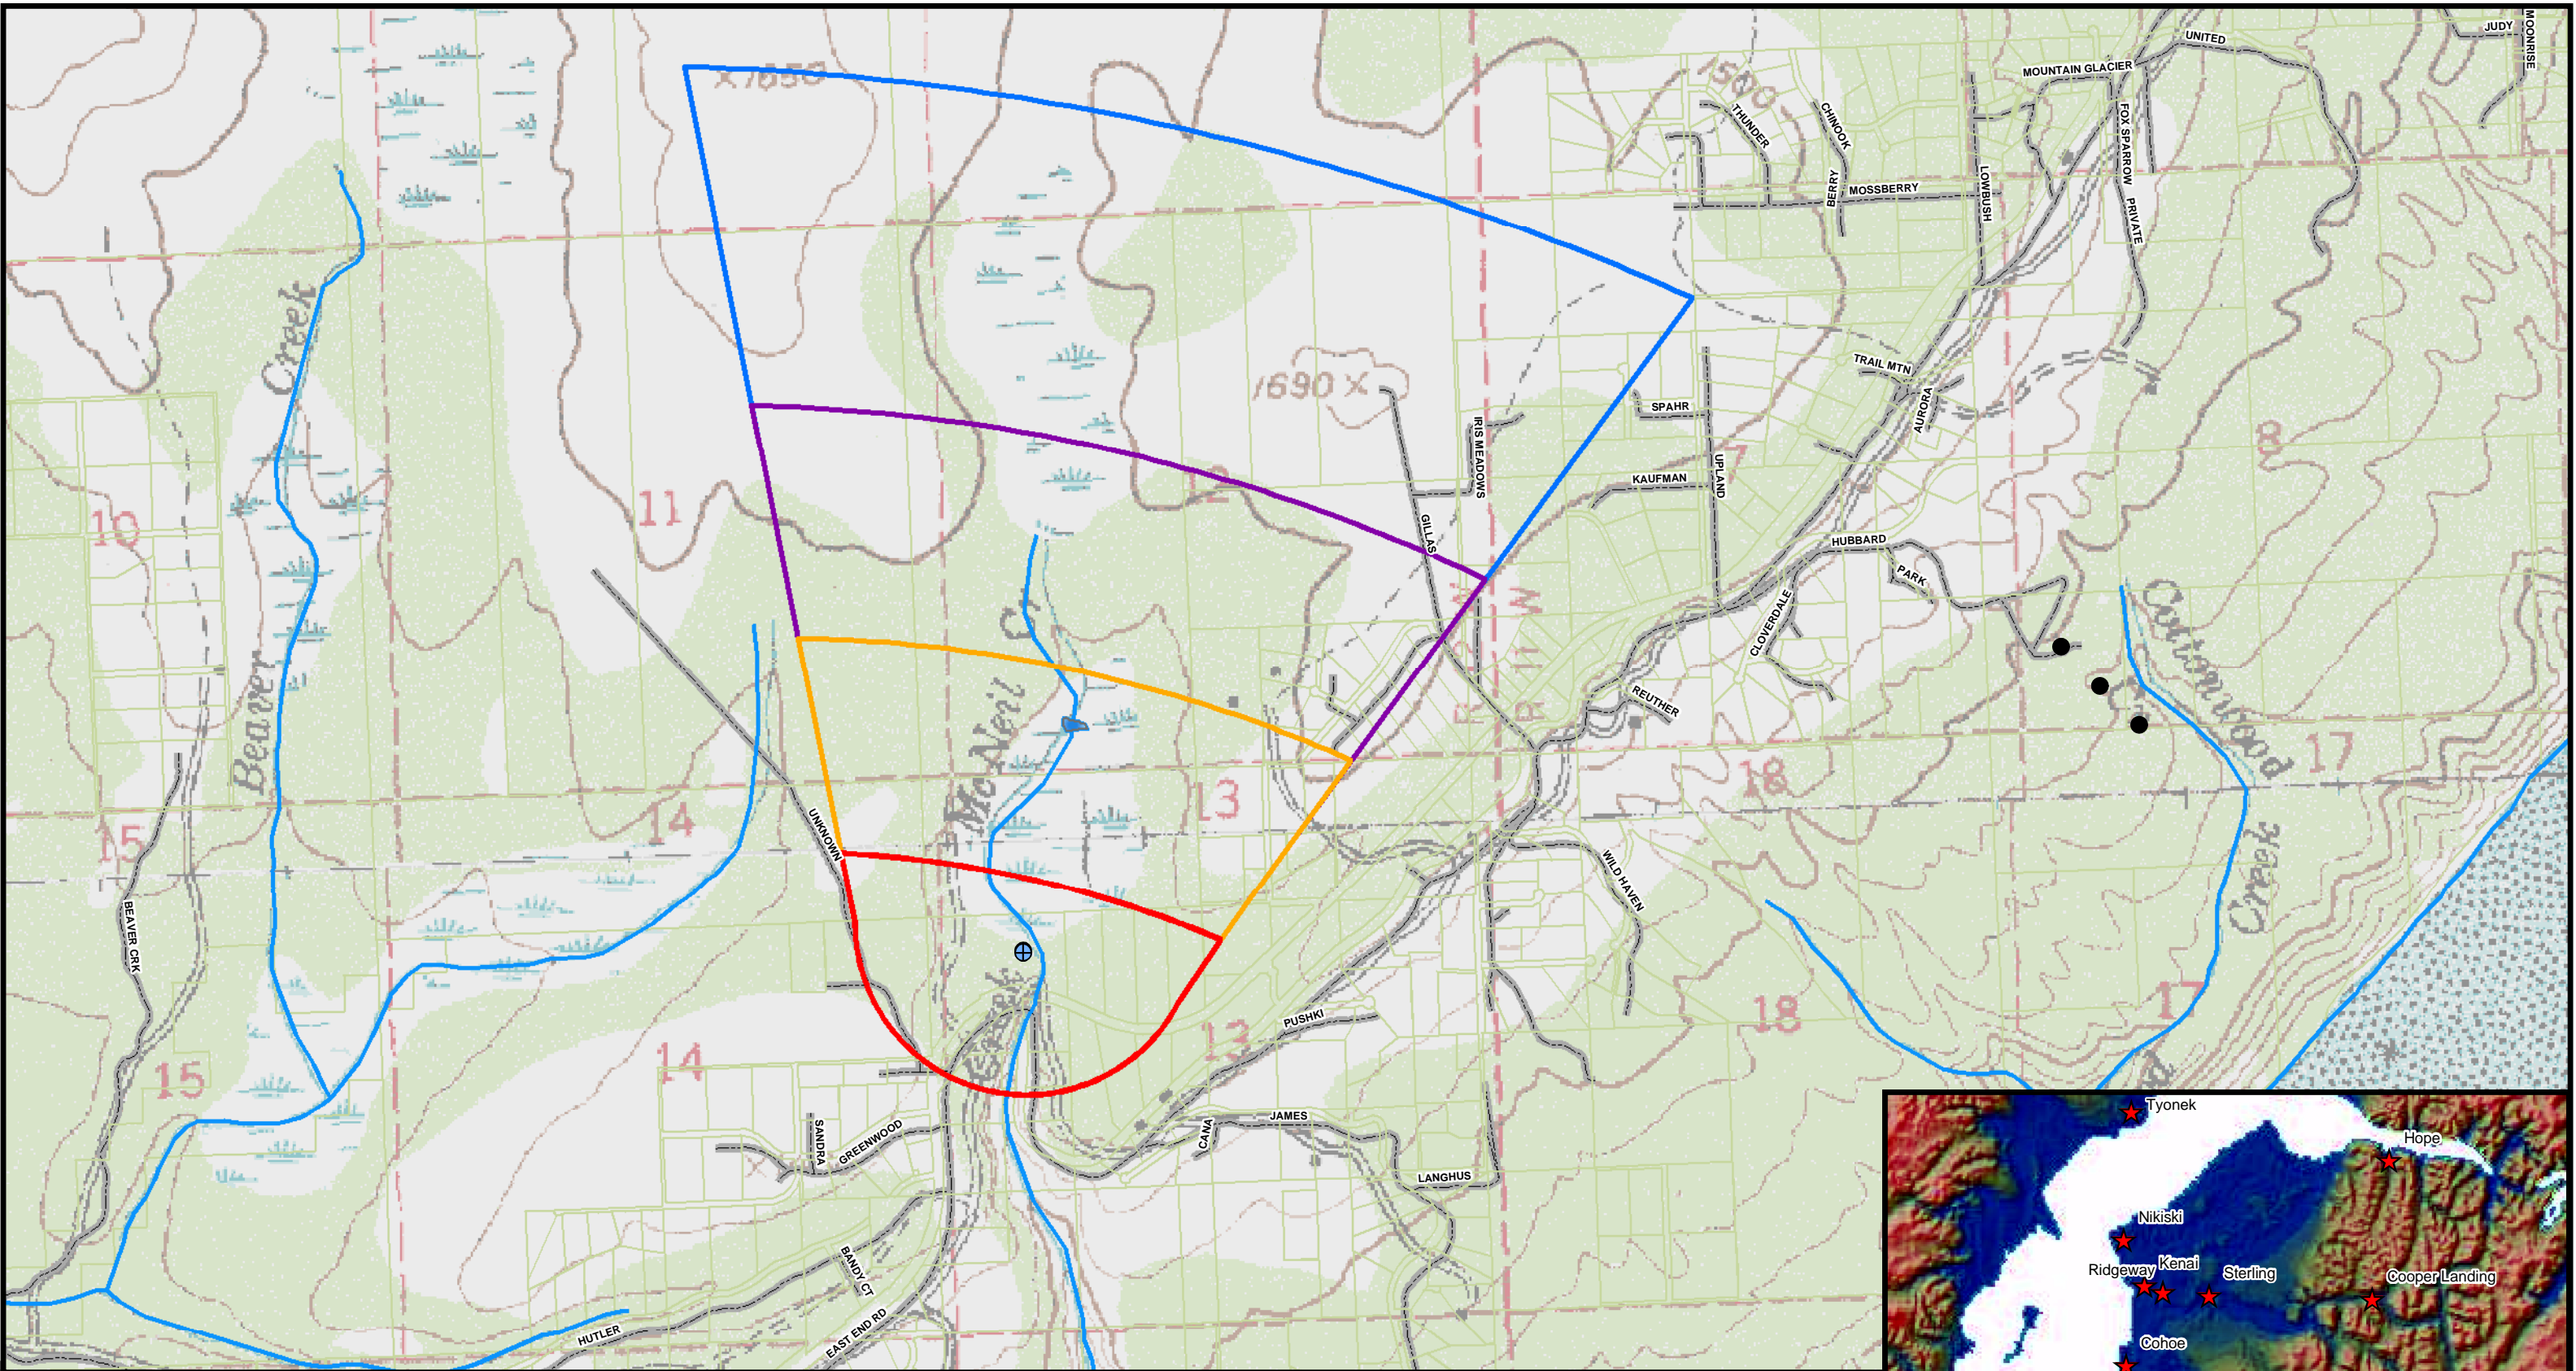 JUDY
MOONRISE
UNITED
MOUNTAIN GLACIER
x 1650
1500
THUNDER
CHINOOK
FOX SPARROW
BERRY
MOSSBERRY
LOWBUSH
PRIVATE
Creek
TRAIL MTN
1690 X
SPAHR
AURORA
IRIS MEADOWS
UPLAND
7
8
KAUFMAN
12
11
10
GILLAS
HUBBARD
PARK
CLOVERDALE
Cottonwood
REUTHER
Beaver
McNeil
13
18
17
14
15
UNKNOWN
WILD HAVEN
BEAVER CRK
Creek
Creek
PUSHKI
13
18
17
14
15
SANDRA
GREENWOOD
CANA
JAMES
LANGHUS
BANDY CT
HUTLER
EAST END RD
Tyonek
Hope
Nikiski
Ridgeway
Kenai
Sterling
Cooper Landing
Cohoe